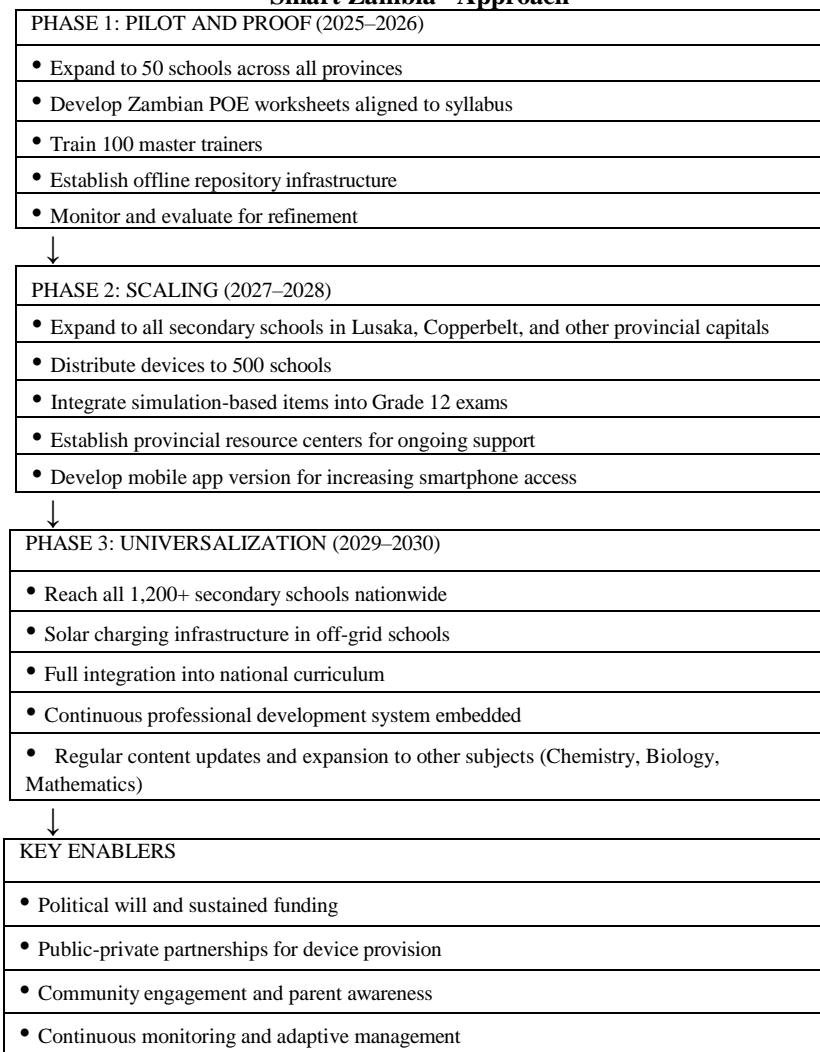 Smart Zambia" Approach
PHASE 1: PILOT AND PROOF (2025–2026)
• Expand to 50 schools across all provinces
• Develop Zambian POE worksheets aligned to syllabus
• Train 100 master trainers
• Establish offline repository infrastructure
• Monitor and evaluate for refinement
↓
PHASE 2: SCALING (2027–2028)
• Expand to all secondary schools in Lusaka, Copperbelt, and other provincial capitals
• Distribute devices to 500 schools
• Integrate simulation-based items into Grade 12 exams
• Establish provincial resource centers for ongoing support
• Develop mobile app version for increasing smartphone access
↓
PHASE 3: UNIVERSALIZATION (2029–2030)
• Reach all 1,200+ secondary schools nationwide
• Solar charging infrastructure in off-grid schools
• Full integration into national curriculum
• Continuous professional development system embedded
• Regular content updates and expansion to other subjects (Chemistry, Biology,
Mathematics)
↓
KEY ENABLERS
• Political will and sustained funding
• Public-private partnerships for device provision
• Community engagement and parent awareness
• Continuous monitoring and adaptive management